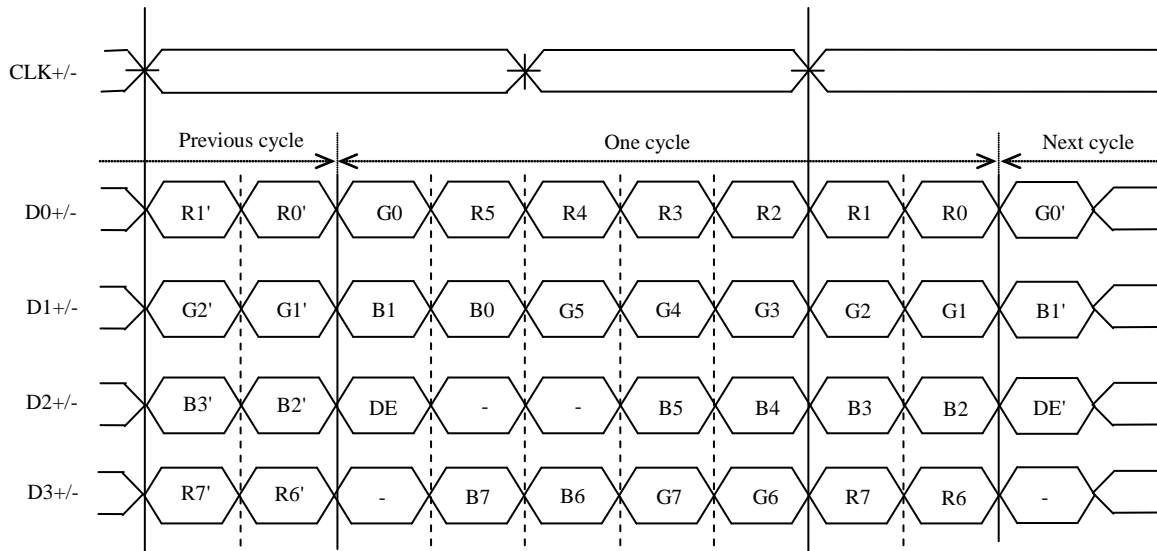 CLK+/-
Previous cycle One cycle Next cycle
D0+/- R1' R0' G0 R5 R4 R3 R2 R1 R0 G0'
D1+/- G2' G1' B1 B0 G5 G4 G3 G2 G1 B1'
D2+/- B3' B2' DE - - B5 B4 B3 B2 DE'
D3+/- R7' R6' - B7 B6 G7 G6 R7 R6 -